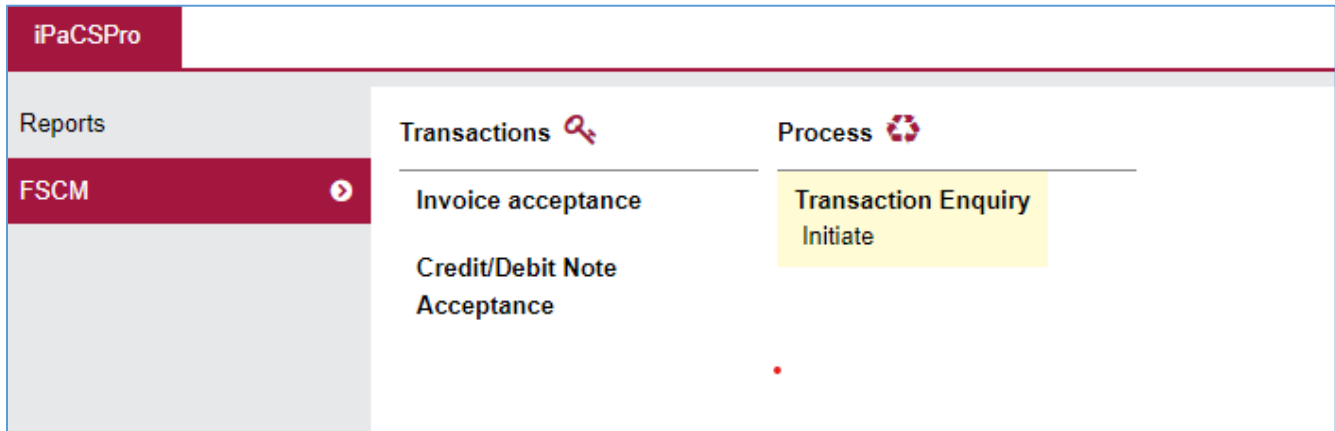 iPaCSPro
Reports
FSCM
Transactions
Invoice acceptance
Credit/Debit Note
Acceptance
Process
Transaction Enquiry
Initiate